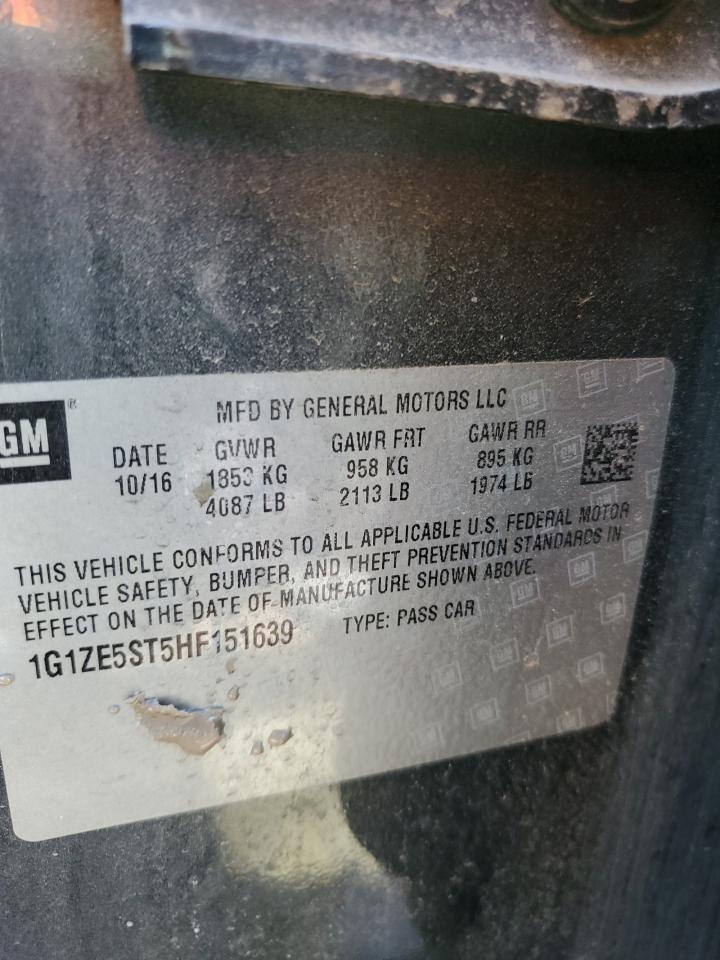 GM®
MFD BY GENERAL MOTORS LLC
DATE GVWR GAWR FRT GAWR RR
10/16 1853 KG 958 KG 895 KG
4087 LB 2113 LB 1974 LB
THIS VEHICLE CONFORMS TO ALL APPLICABLE U.S. FEDERAL MOTOR
VEHICLE SAFETY, BUMPER, AND THEFT PREVENTION STANDARDS IN
EFFECT ON THE DATE OF MANUFACTURE SHOWN ABOVE.
1G1ZE5ST5HF151639 TYPE: PASS CAR